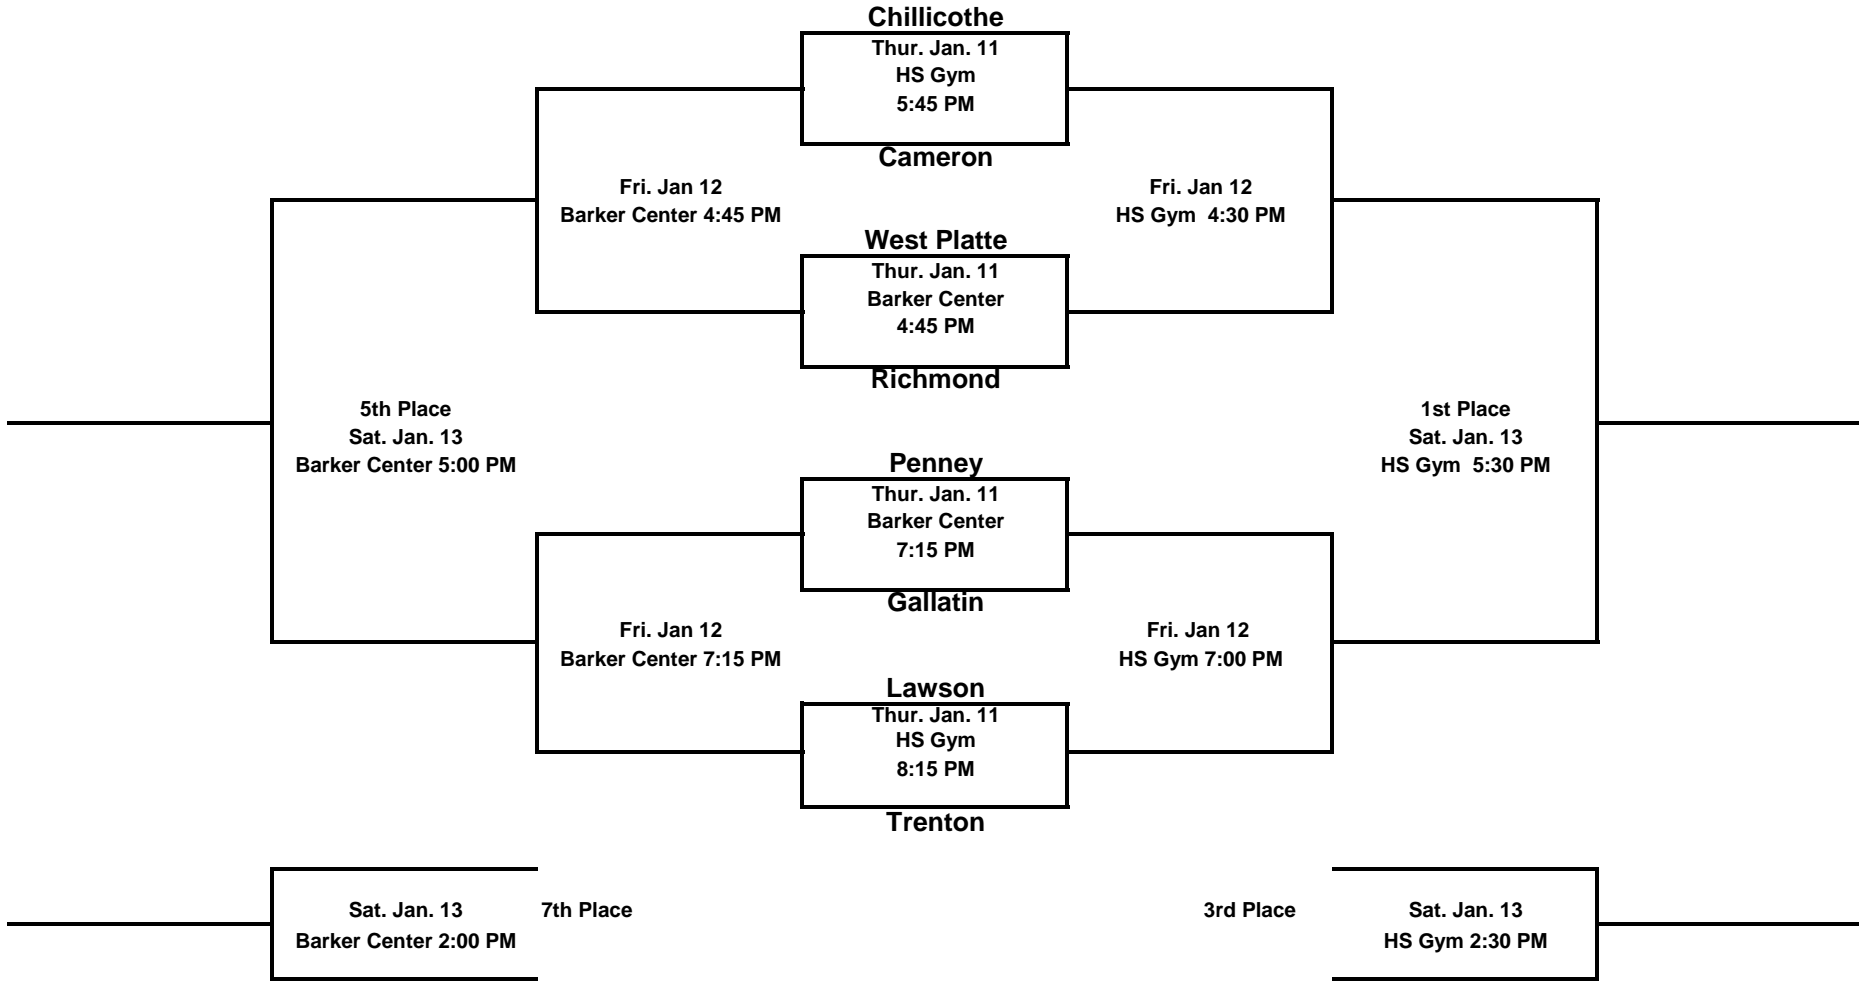 Chillicothe
Thur. Jan. 11
HS Gym
5:45 PM
Cameron
Fri. Jan 12
Barker Center 4:45 PM
Fri. Jan 12
HS Gym  4:30 PM
West Platte
Thur. Jan. 11
Barker Center
4:45 PM
Richmond
5th Place
Sat. Jan. 13
Barker Center 5:00 PM
1st Place
Sat. Jan. 13
HS Gym  5:30 PM
Penney
Thur. Jan. 11
Barker Center
7:15 PM
Gallatin
Fri. Jan 12
Barker Center 7:15 PM
Fri. Jan 12
HS Gym 7:00 PM
Lawson
Thur. Jan. 11
HS Gym
8:15 PM
Trenton
Sat. Jan. 13
Barker Center 2:00 PM
7th Place
3rd Place
Sat. Jan. 13
HS Gym 2:30 PM